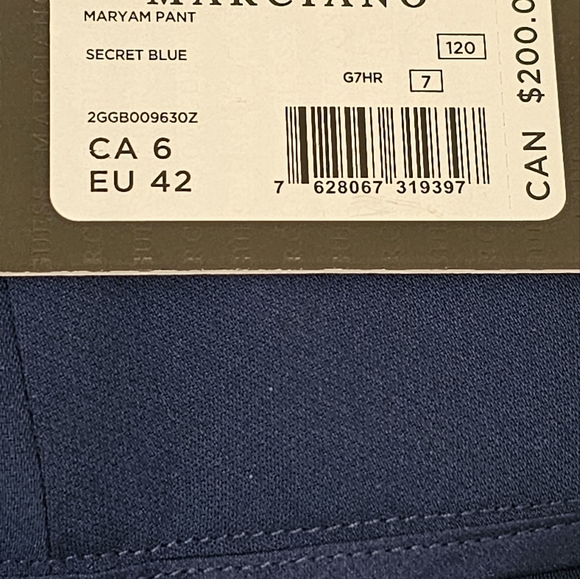 MARCIANO
MARYAM PANT
SECRET BLUE
120
G7HR 7
2GGB009630Z
CA 6
EU 42
7 628067 319397
CAN $200.0